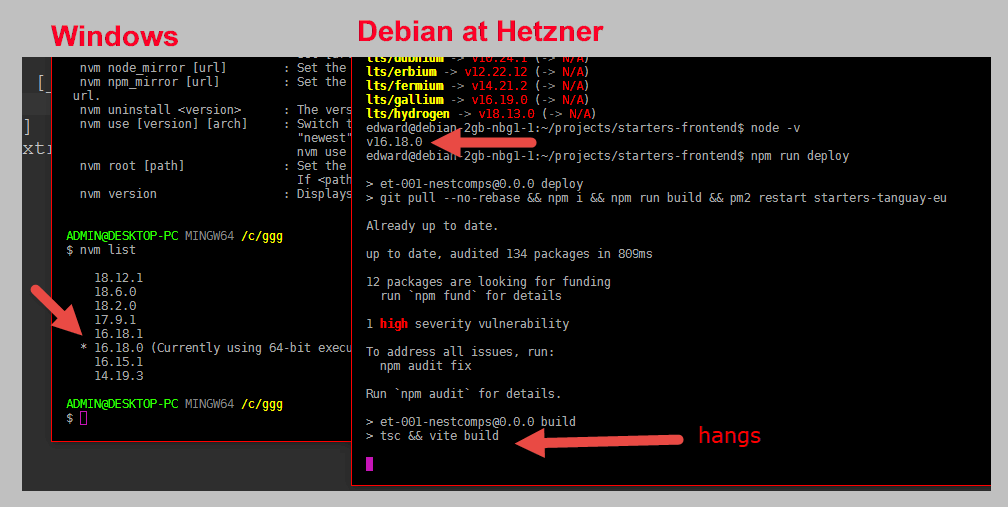 Windows
Debian at Hetzner
[_
]
xti
nvm node_mirror [url] : Set the
nvm npm_mirror [url] : Set the
url.
nvm uninstall <version> : The vers
nvm use [version] [arch] : Switch t
"newest"
nvm use
nvm root [path] : Set the
If <path
nvm version : Displays
ADMIN@DESKTOP-PC MINGW64 /c/ggg
$ nvm list
18.12.1
18.6.0
18.2.0
17.9.1
16.18.1
* 16.18.0 (Currently using 64-bit execu
16.15.1
14.19.3
ADMIN@DESKTOP-PC MINGW64 /c/ggg
$
lts/dubnium -> v10.24.1 (-> N/A)
lts/erbium -> v12.22.12 (-> N/A)
lts/fermium -> v14.21.2 (-> N/A)
lts/gallium -> v16.19.0 (-> N/A)
lts/hydrogen -> v18.13.0 (-> N/A)
edward@debian-2gb-nbg1-1:~/projects/starters-frontend$ node -v
v16.18.0
edward@debian-2gb-nbg1-1:~/projects/starters-frontend$ npm run deploy
> et-001-nestcomps@0.0.0 deploy
> git pull --no-rebase && npm i && npm run build && pm2 restart starters-tanguay-eu
Already up to date.
up to date, audited 134 packages in 809ms
12 packages are looking for funding
run `npm fund` for details
1 high severity vulnerability
To address all issues, run:
npm audit fix
Run `npm audit` for details.
> et-001-nestcomps@0.0.0 build
> tsc && vite build
hangs